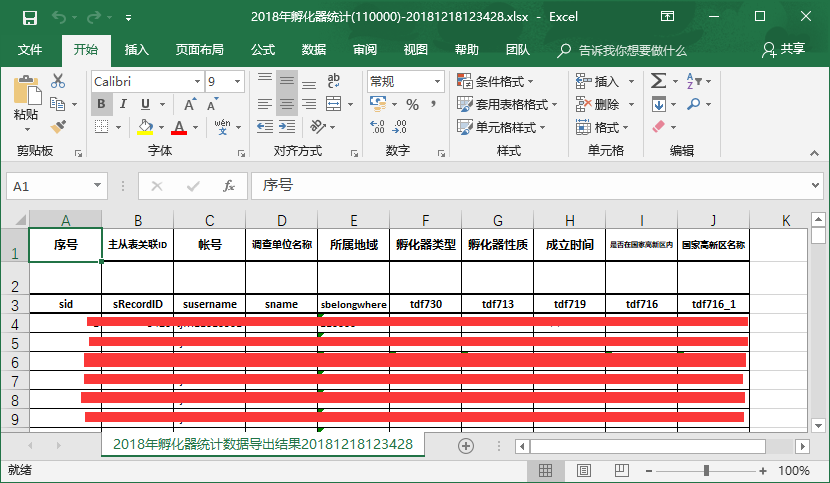 2018年孵化器统计(110000)-20181218123428.xlsx - Excel
文件 开始 插入 页面布局 公式 数据 审阅 视图 帮助 团队 告诉我你想要做什么 共享
粘贴
剪贴板
Calibri 9
B I U A A
A wén 文
字体
ab
对齐方式
常规
% ,
.00 .0
数字
条件格式
套用表格格式
单元格样式
样式
插入
删除
格式
单元格
Σ A Z
编辑
A1 fx 序号
A B C D E F G H I J K
1 序号 主从表关联ID 帐号 调查单位名称 所属地域 孵化器类型 孵化器性质 成立时间 是否在国家高新区内 国家高新区名称
2
3 sid sRecordID susername sname sbelongwhere tdf730 tdf713 tdf719 tdf716 tdf716_1
4
5
6
7
8
9
2018年孵化器统计数据导出结果20181218123428
就绪 100%